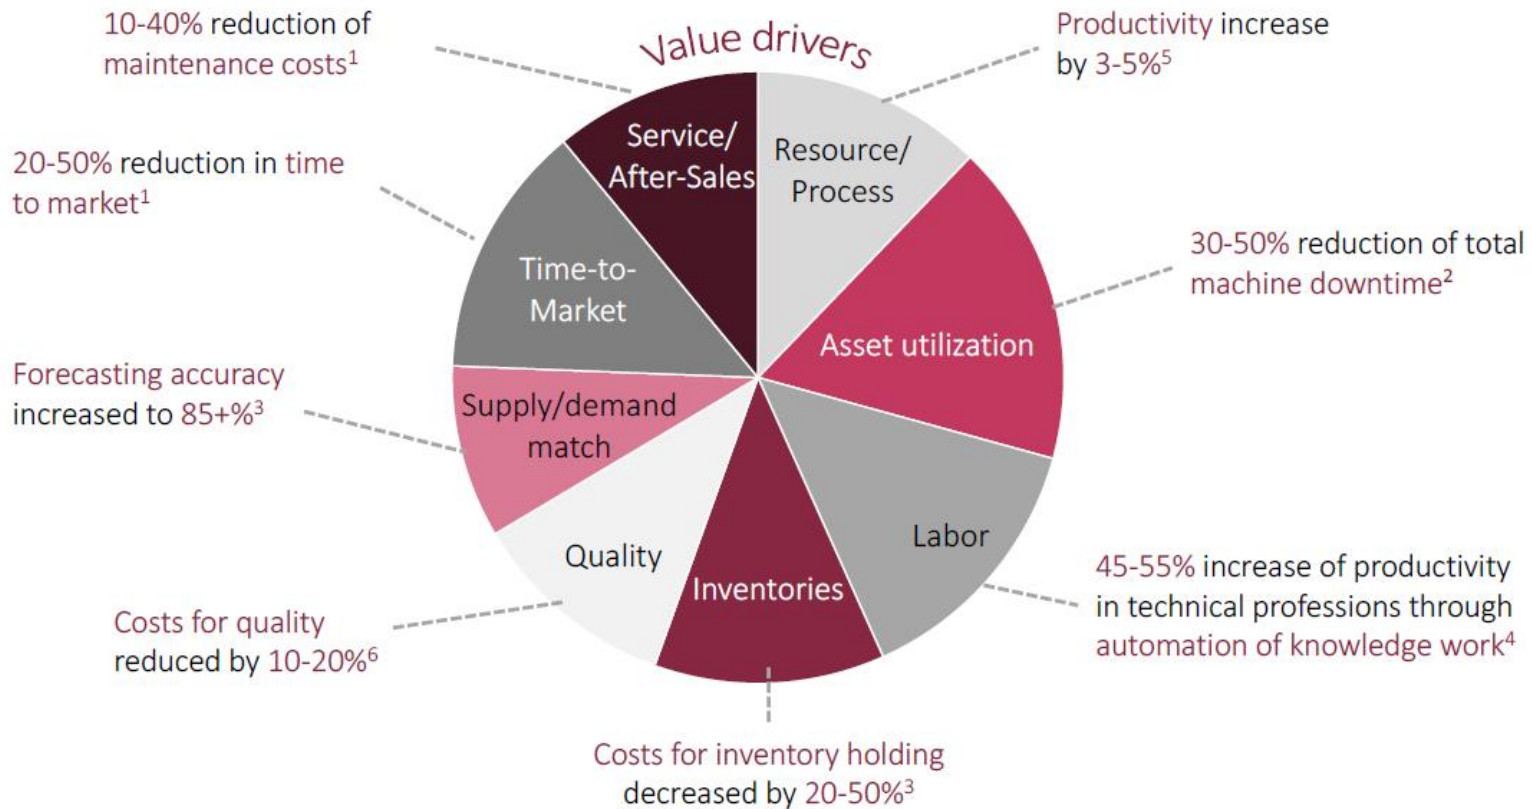 Value drivers
10-40% reduction of
maintenance costs¹
Productivity increase
by 3-5%⁵
Service/
After-Sales
Resource/
Process
20-50% reduction in time
to market¹
30-50% reduction of total
machine downtime²
Time-to-
Market
Asset utilization
Forecasting accuracy
increased to 85+%³
Supply/demand
match
Labor
Quality
Inventories
45-55% increase of productivity
in technical professions through
automation of knowledge work⁴
Costs for quality
reduced by 10-20%⁶
Costs for inventory holding
decreased by 20-50%³